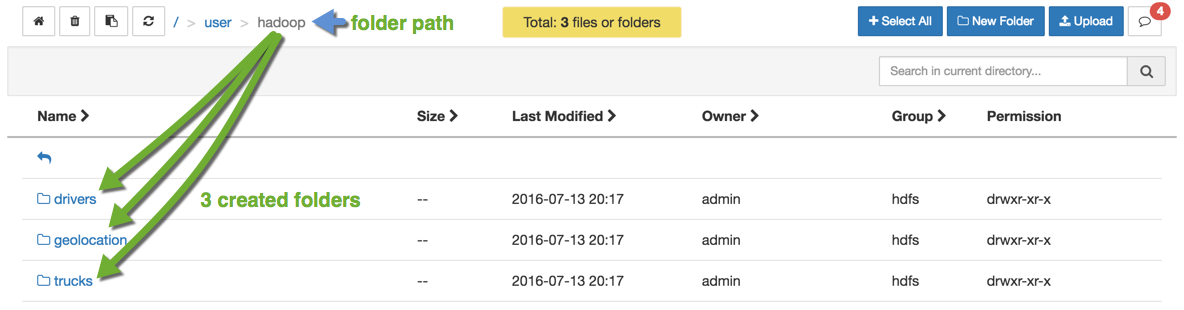 / > user > hadoop folder path Total: 3 files or folders Select All New Folder Upload 4
Search in current directory...
Name Size Last Modified Owner Group Permission
drivers 3 created folders -- 2016-07-13 20:17 admin hdfs drwxr-xr-x
geolocation -- 2016-07-13 20:17 admin hdfs drwxr-xr-x
trucks -- 2016-07-13 20:17 admin hdfs drwxr-xr-x